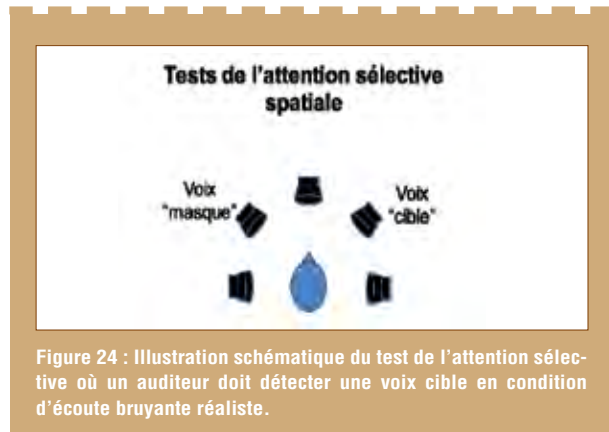 Tests de l'attention sélective
spatiale
Voix
"masque"
Voix
"cible"
Figure 24 : Illustration schématique du test de l'attention sélec-
tive où un auditeur doit détecter une voix cible en condition
d'écoute bruyante réaliste.